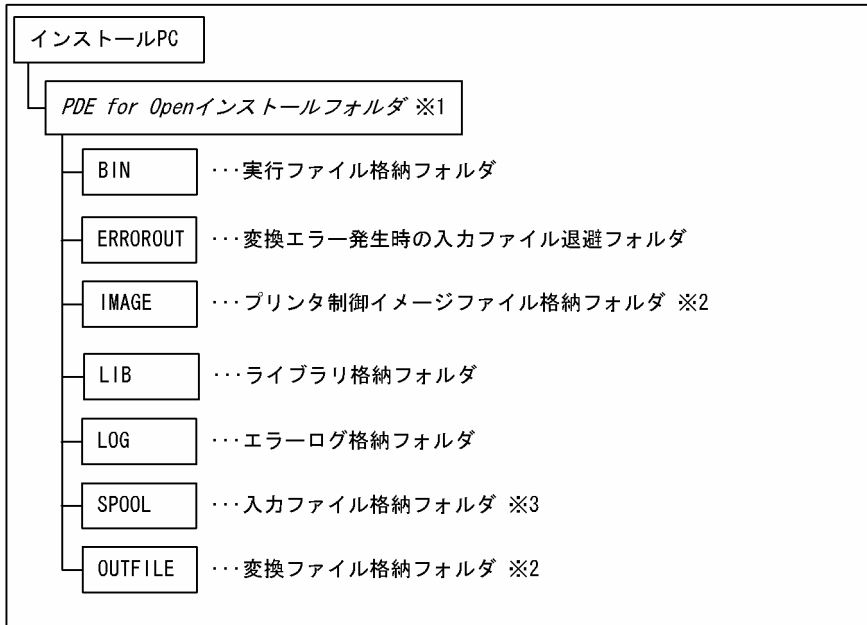 インストールPC
PDE for Openインストールフォルダ ※1
BIN ···実行ファイル格納フォルダ
ERROROUT ···変換エラー発生時の入力ファイル退避フォルダ
IMAGE ···プリンタ制御イメージファイル格納フォルダ ※2
LIB ···ライブラリ格納フォルダ
LOG ···エラーログ格納フォルダ
SPOOL ···入力ファイル格納フォルダ ※3
OUTFILE ···変換ファイル格納フォルダ ※2